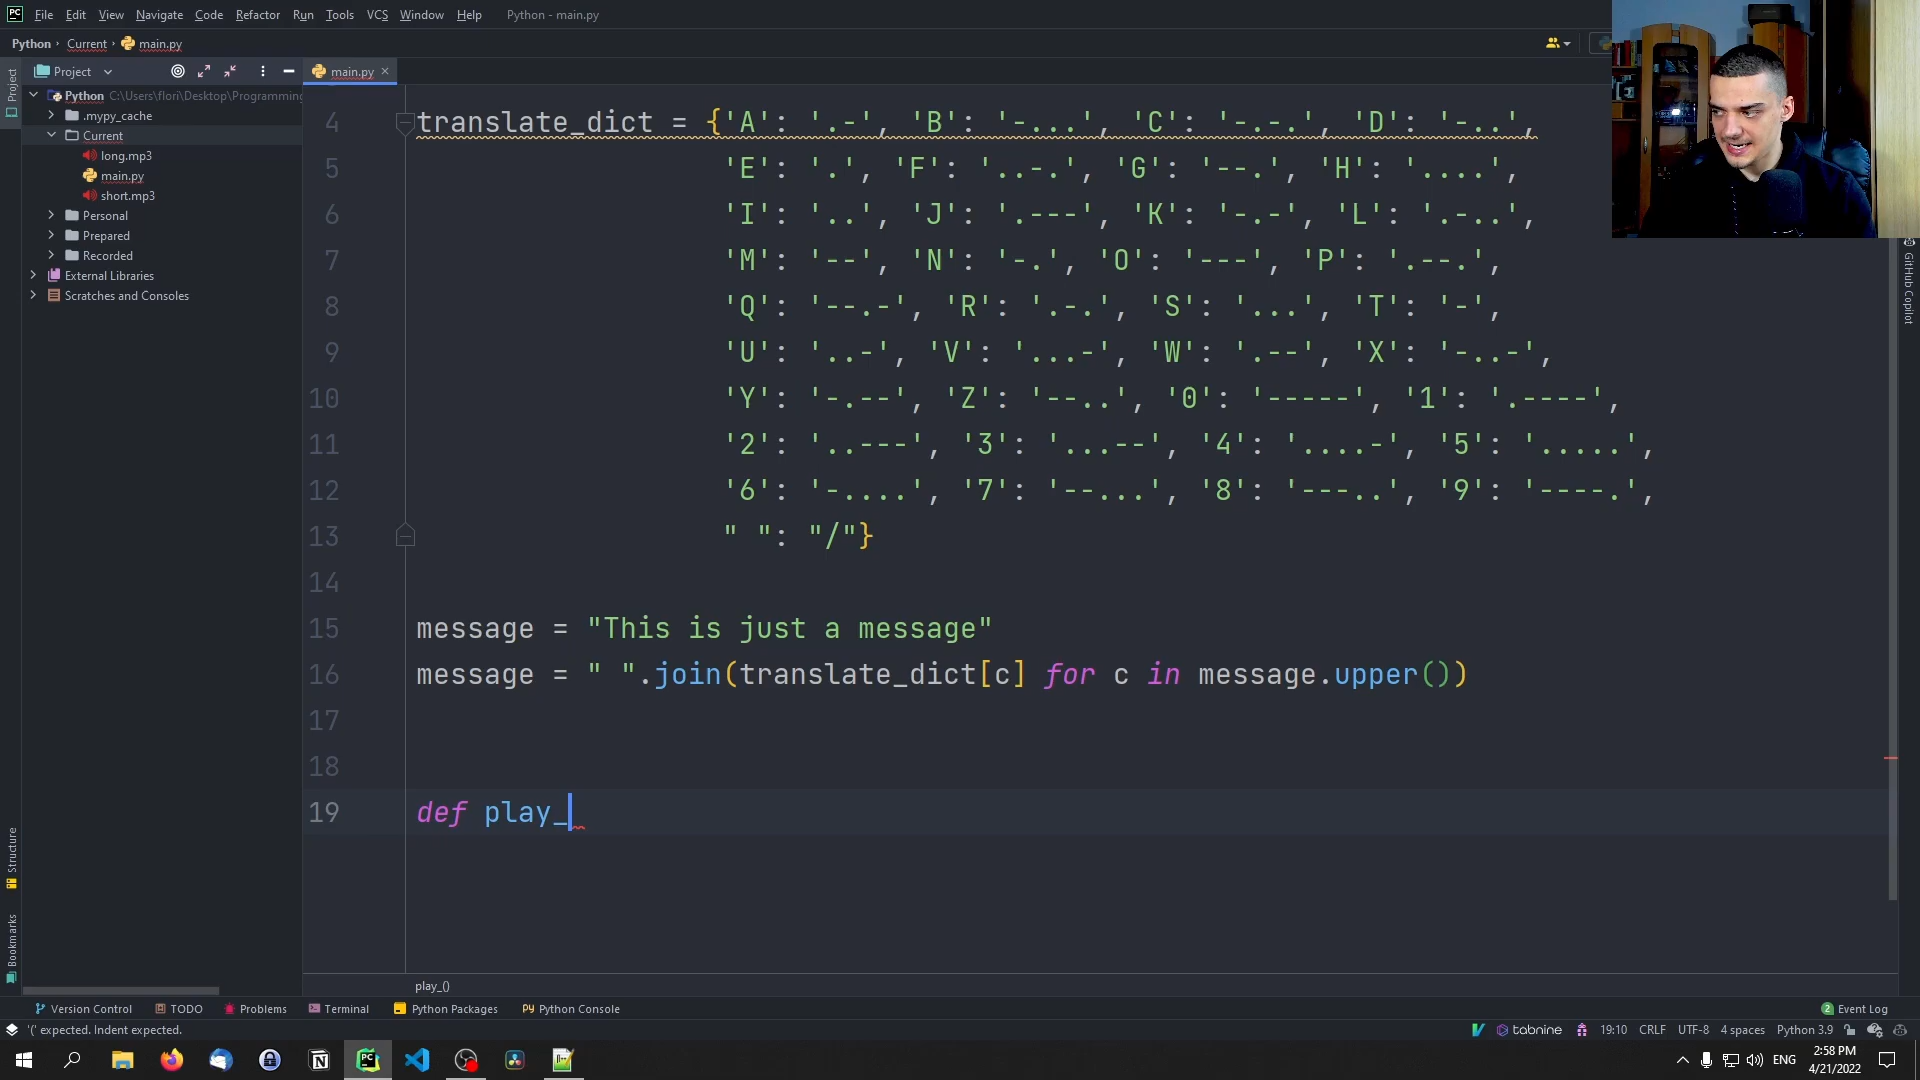 PC File Edit View Navigate Code Refactor Run Tools VCS Window Help Python - main.py
Python › Current › main.py
Project
Project
main.py
Python C:\Users\flori\Desktop\Programming
.mypy_cache
Current
long.mp3
main.py
short.mp3
Personal
Prepared
Recorded
External Libraries
Scratches and Consoles
4 translate_dict = {'A': '.-', 'B': '-...', 'C': '-.-.', 'D': '-..',
5 'E': '.', 'F': '..-.', 'G': '--.', 'H': '....',
6 'I': '..', 'J': '.---', 'K': '-.-', 'L': '.-..',
7 'M': '--', 'N': '-.', 'O': '---', 'P': '.--.',
8 'Q': '--.-', 'R': '.-.', 'S': '...', 'T': '-',
9 'U': '..-', 'V': '...-', 'W': '.--', 'X': '-..-',
10 'Y': '-.--', 'Z': '--..', '0': '-----', '1': '.----',
11 '2': '..---', '3': '...--', '4': '....-', '5': '.....',
12 '6': '-....', '7': '--...', '8': '---..', '9': '----.',
13 " ": "/"}
14
15 message = "This is just a message"
16 message = " ".join(translate_dict[c] for c in message.upper())
17
18
19 def play_
GitHub Copilot
Structure
Bookmarks
play_()
Version Control TODO Problems Terminal Python Packages Python Console 2 Event Log
'(' expected. Indent expected. tabnine 19:10 CRLF UTF-8 4 spaces Python 3.9
ENG 2:58 PM
4/21/2022